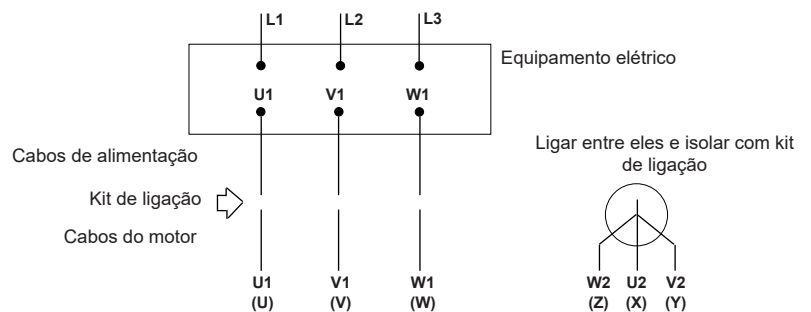 L1 L2 L3
Equipamento elétrico
U1 V1 W1
Cabos de alimentação
Ligar entre eles e isolar com kit
de ligação
Kit de ligação
Cabos do motor
U1 V1 W1 W2 U2 V2
(U) (V) (W) (Z) (X) (Y)